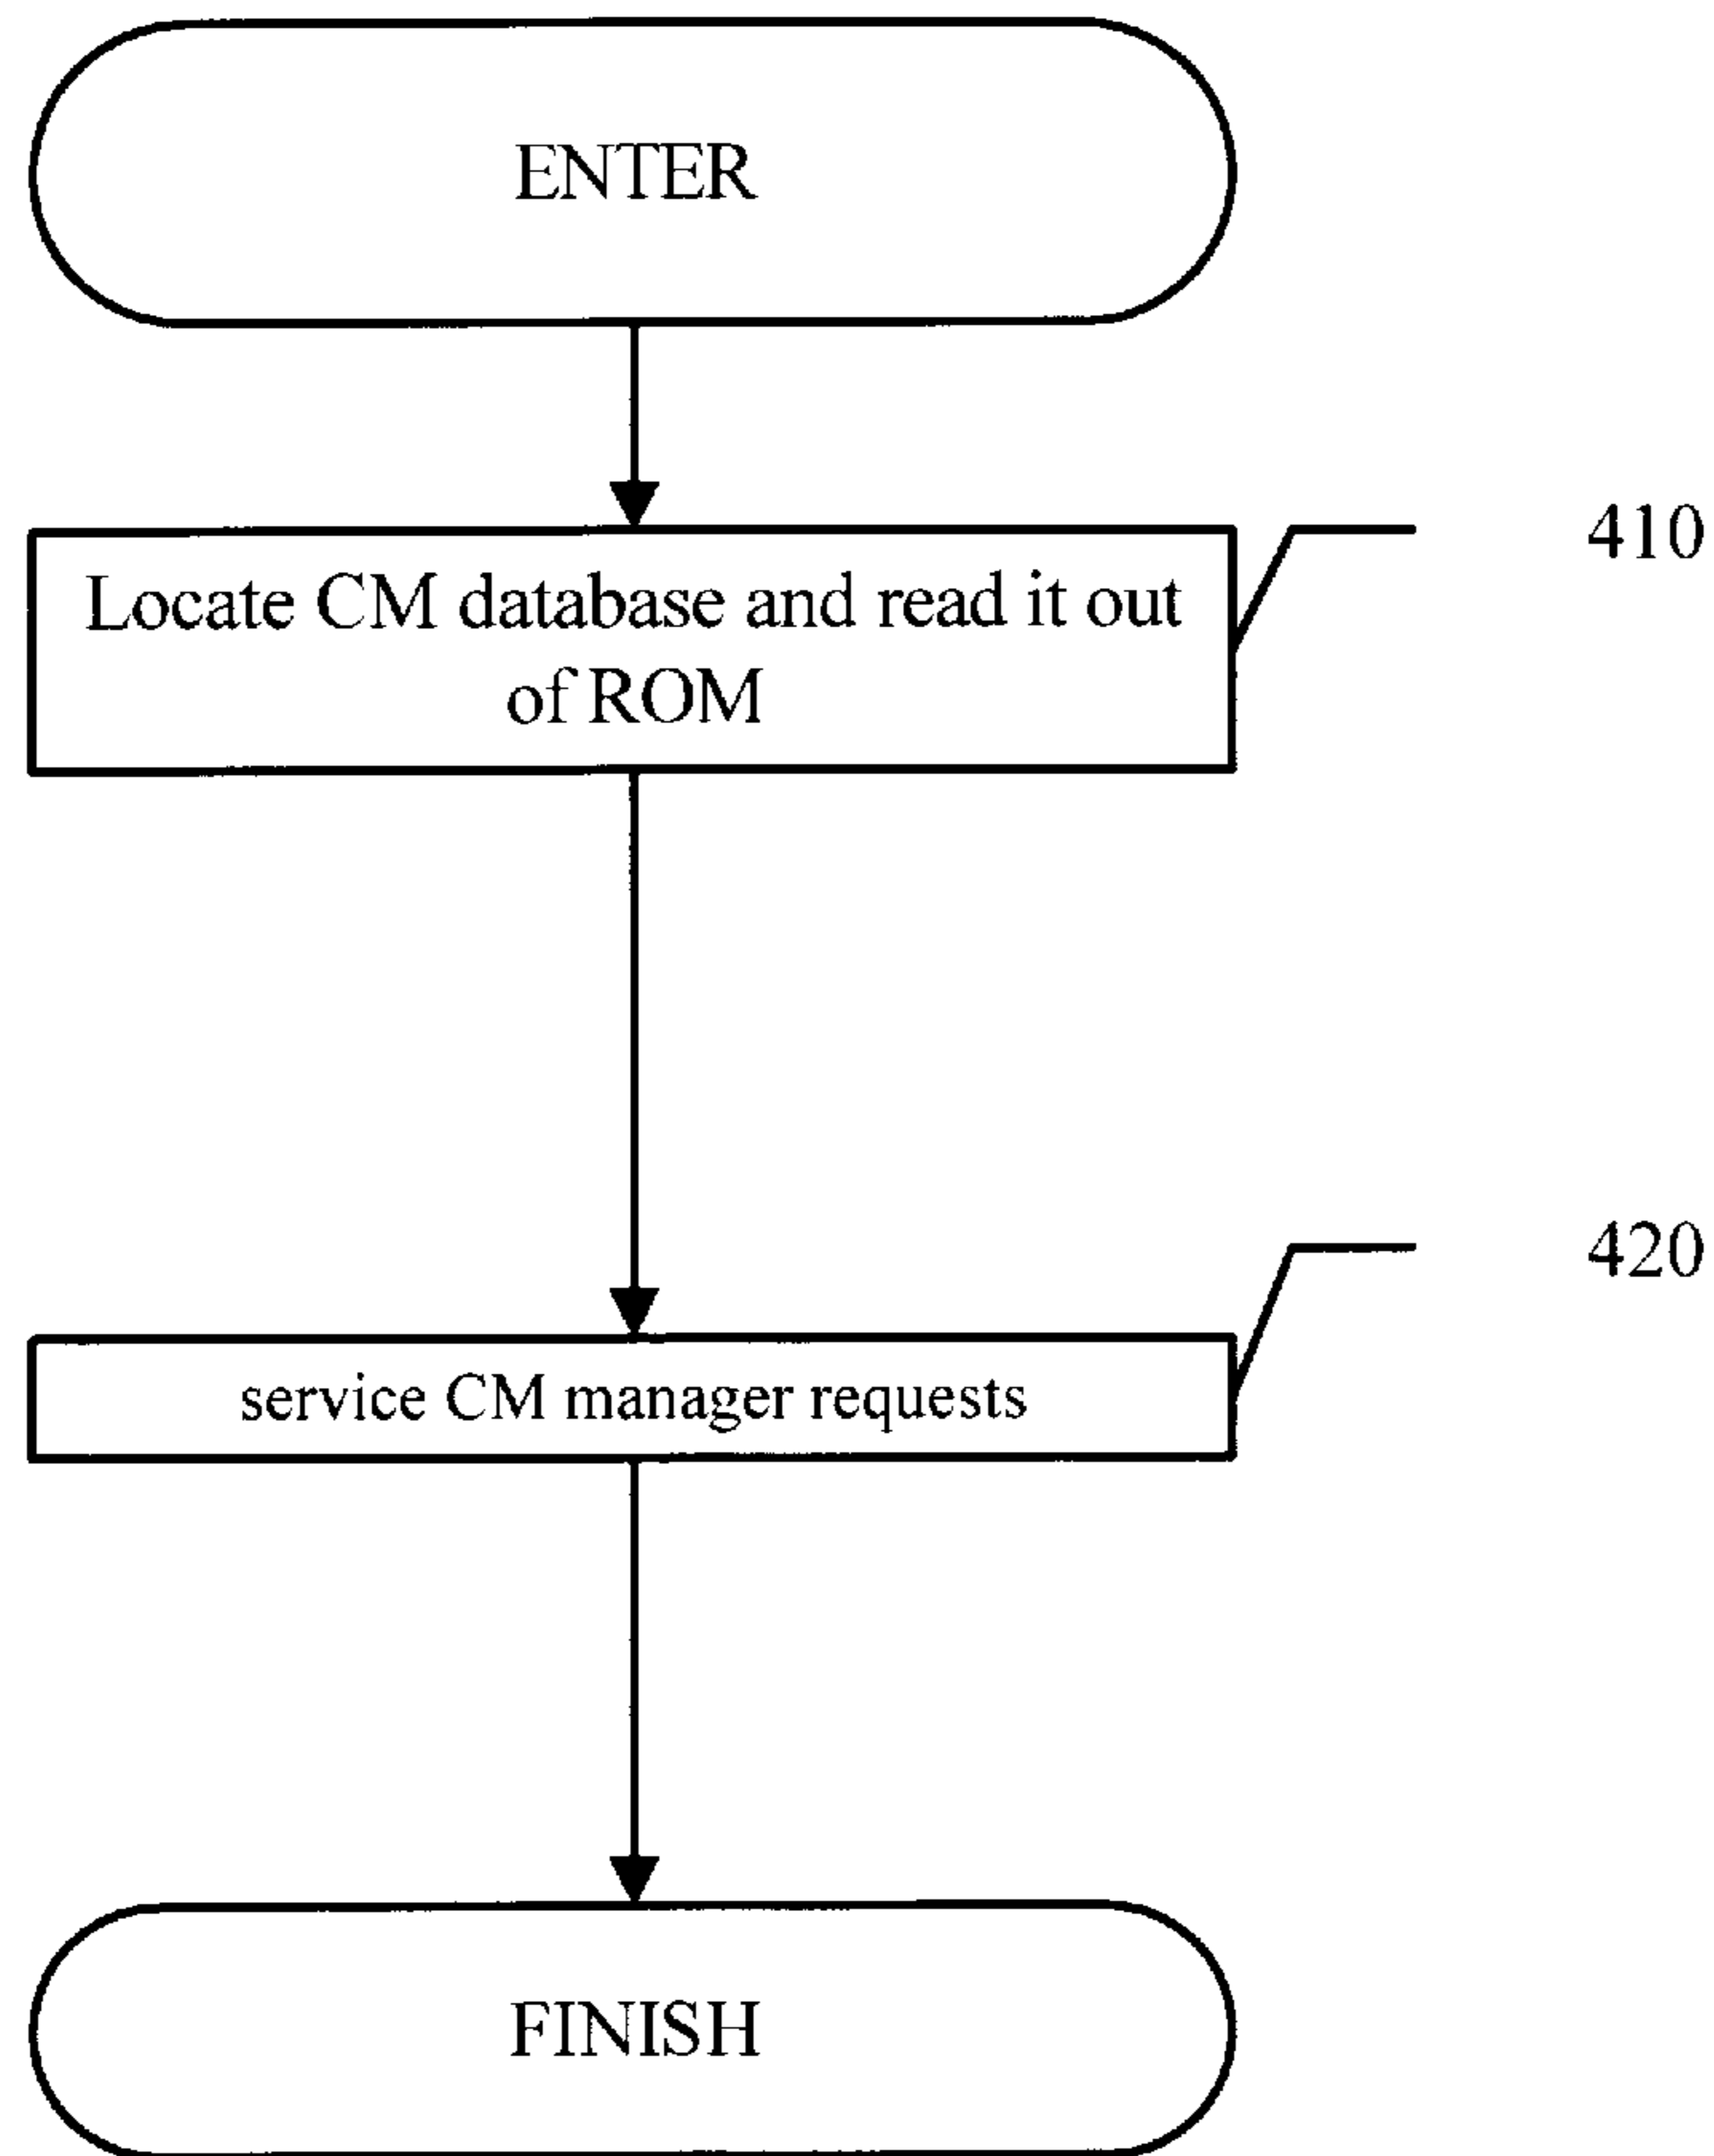 ENTER
410
Locate CM database and read it out
of ROM
420
service CM manager requests
FINISH